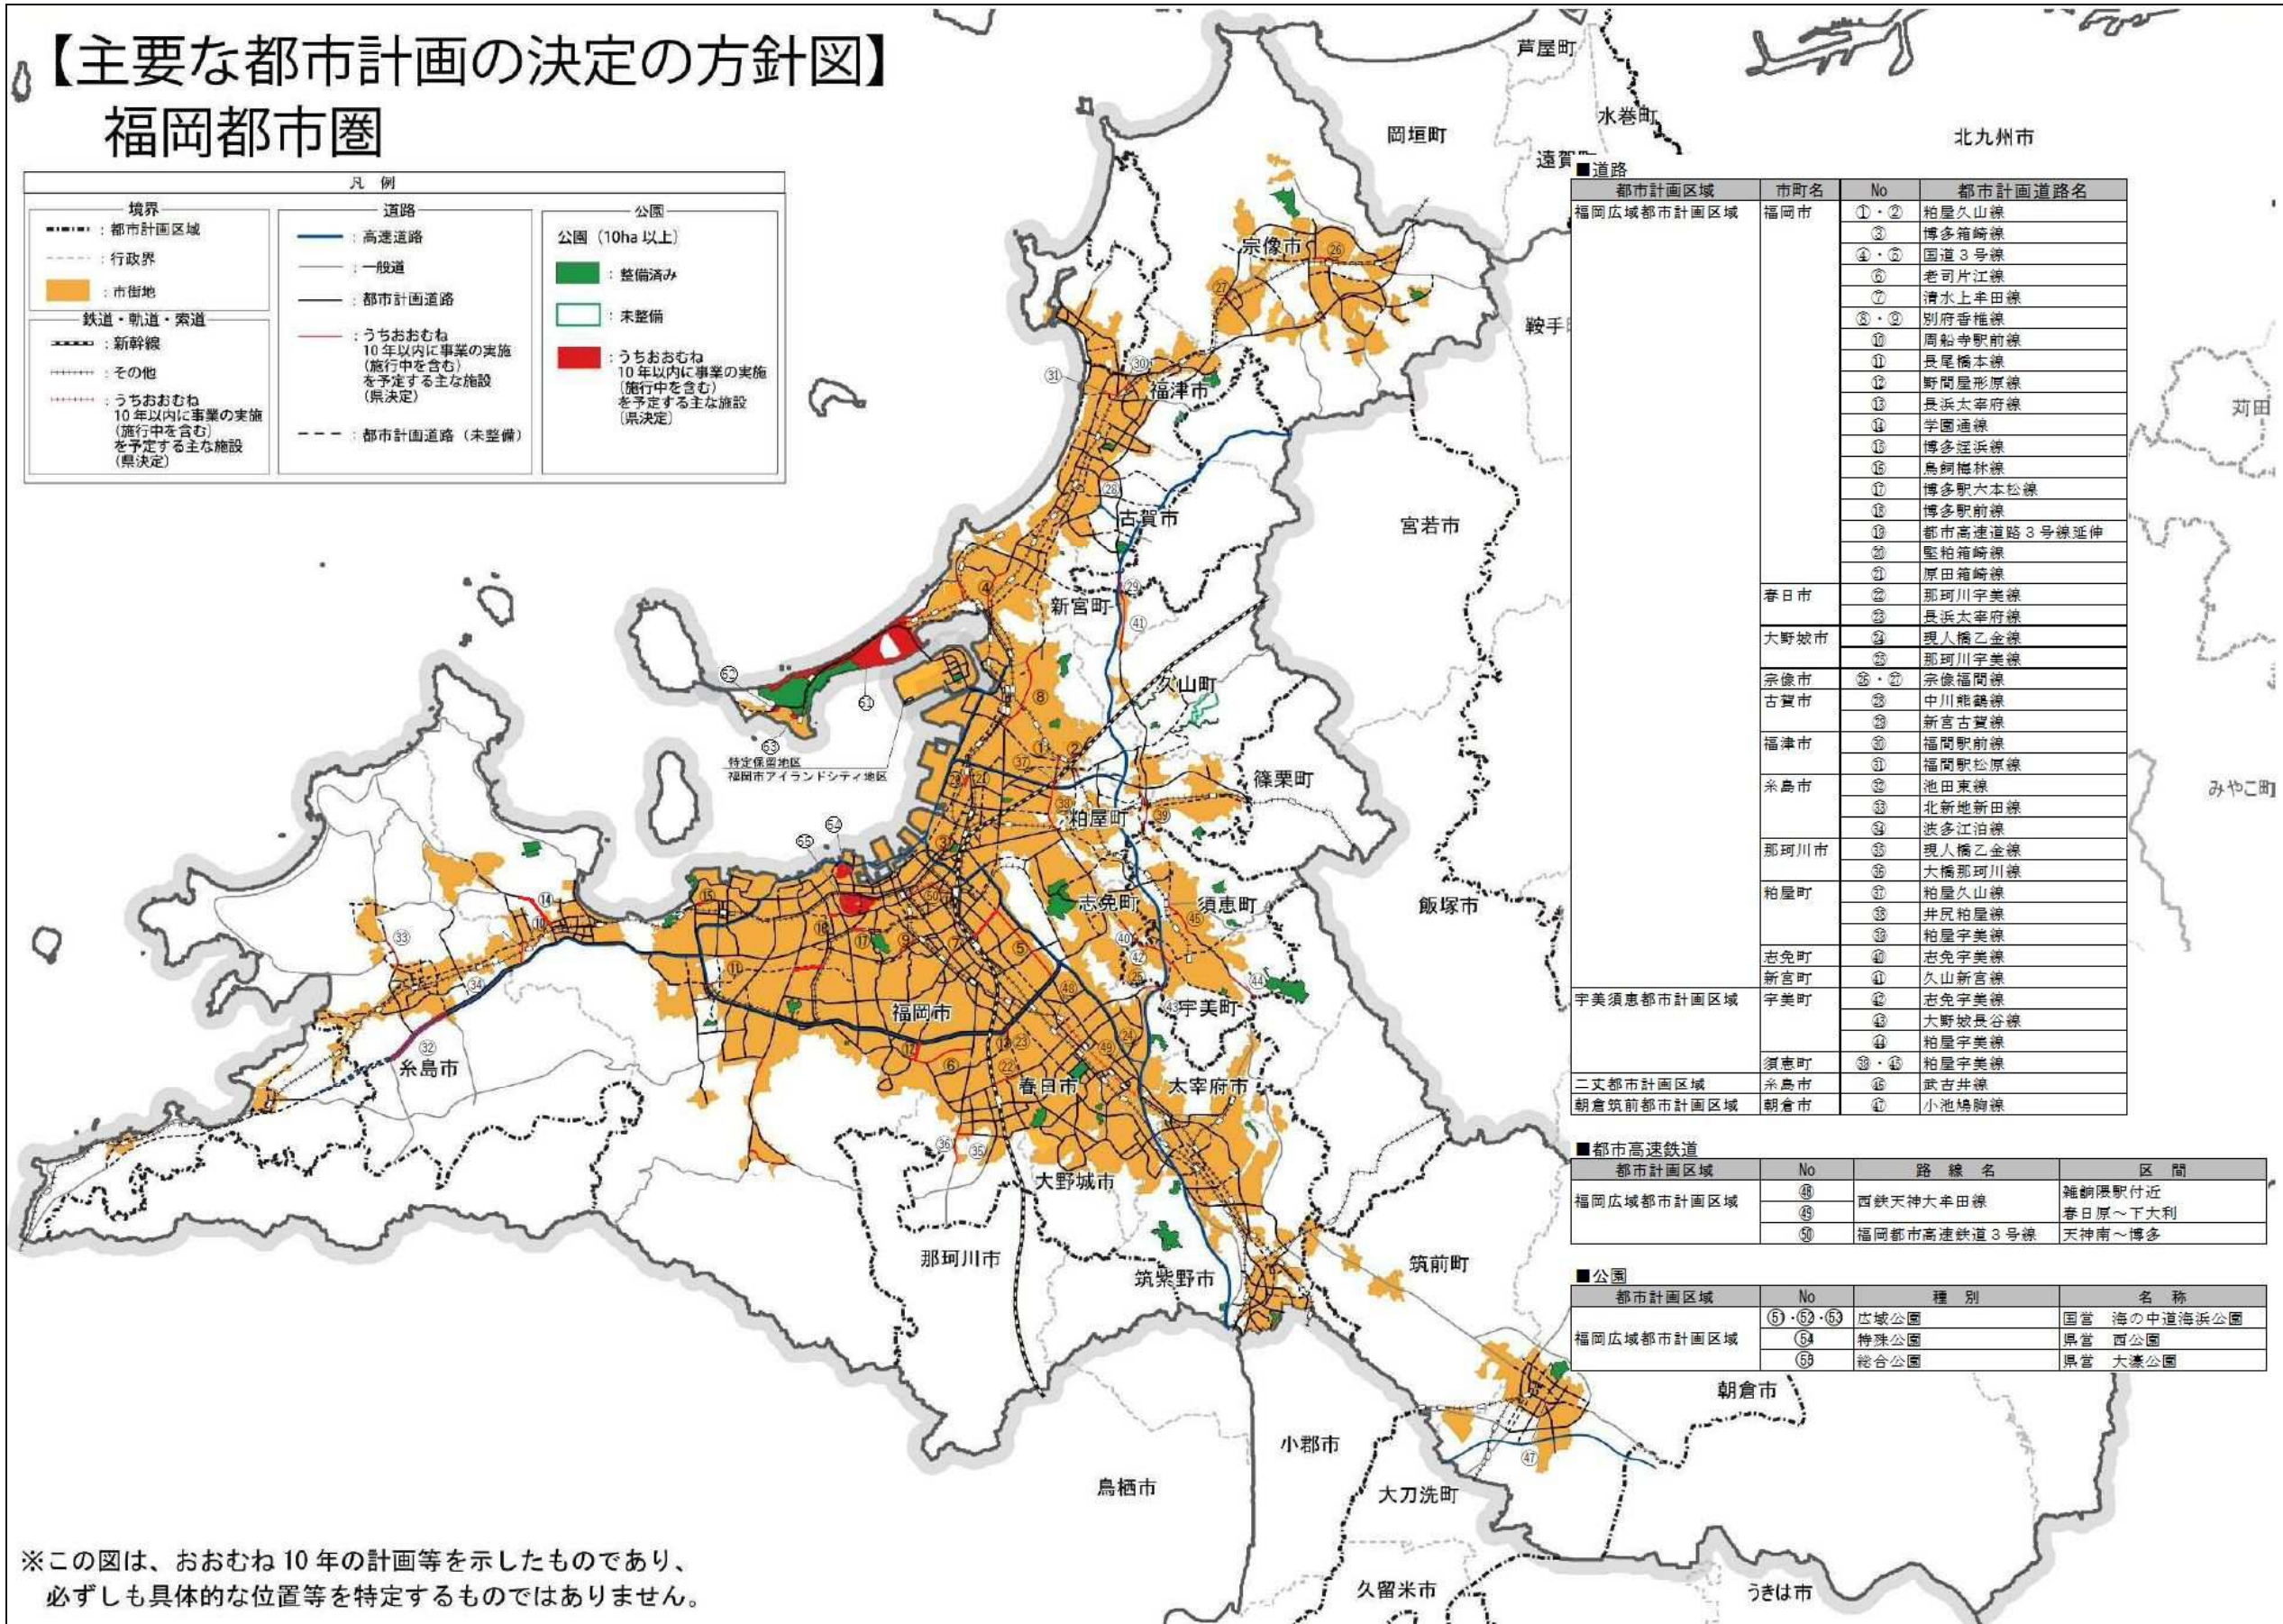 【主要な都市計画の決定の方針図】
福岡都市圏
凡 例
境界
：都市計画区域
：行政界
：市街地
鉄道・軌道・索道
：新幹線
：その他
：うちおおむね
10年以内に事業の実施
(施行中を含む)
を予定する主な施設
(県決定)
道路
：高速道路
：一般道
：都市計画道路
：うちおおむね
10年以内に事業の実施
(施行中を含む)
を予定する主な施設
(県決定)
：都市計画道路（未整備）
公園
公園（10ha 以上）
：整備済み
：未整備
：うちおおむね
10年以内に事業の実施
(施行中を含む)
を予定する主な施設
(県決定)
芦屋町
水巻町
岡垣町
北九州市
宗像市
福津市
古賀市
宮若市
新宮町
久山町
篠栗町
粕屋町
志免町
須恵町
飯塚市
宇美町
福岡市
糸島市
春日市
太宰府市
大野城市
那珂川市
筑紫野市
筑前町
朝倉市
小郡市
鳥栖市
大刀洗町
久留米市
うきは市
苅田
みやこ町
特定保留地区
福岡市アイランドシティ地区
■道路
都市計画区域 市町名 No 都市計画道路名
福岡広域都市計画区域 福岡市 ①・② 粕屋久山線
③ 博多箱崎線
④・⑤ 国道３号線
⑥ 老司片江線
⑦ 清水上牟田線
⑧・⑨ 別府香椎線
⑩ 周船寺駅前線
⑪ 長尾橋本線
⑫ 野間屋形原線
⑬ 長浜太宰府線
⑭ 学園通線
⑮ 博多姪浜線
⑯ 鳥飼梅林線
⑰ 博多駅六本松線
⑱ 博多駅前線
⑲ 都市高速道路３号線延伸
⑳ 堅粕箱崎線
㉑ 原田箱崎線
春日市 ㉒ 那珂川宇美線
㉓ 長浜太宰府線
大野城市 ㉔ 現人橋乙金線
㉕ 那珂川宇美線
宗像市 ㉖・㉗ 宗像福間線
古賀市 ㉘ 中川熊鶴線
㉙ 新宮古賀線
福津市 ㉚ 福間駅前線
㉛ 福間駅松原線
糸島市 ㉜ 池田東線
㉝ 北新地新田線
㉞ 波多江泊線
那珂川市 ㉟ 現人橋乙金線
㊱ 大橋那珂川線
粕屋町 ㊲ 粕屋久山線
㊳ 井尻粕屋線
㊴ 粕屋宇美線
志免町 ㊵ 志免宇美線
新宮町 ㊶ 久山新宮線
宇美須恵都市計画区域 宇美町 ㊷ 志免宇美線
㊸ 大野城長谷線
㊹ 粕屋宇美線
須恵町 ㊴・㊺ 粕屋宇美線
二丈都市計画区域 糸島市 ㊻ 武吉井線
朝倉筑前都市計画区域 朝倉市 ㊼ 小池鳩胸線
■都市高速鉄道
都市計画区域 No 路 線 名 区 間
福岡広域都市計画区域 ㊽ 西鉄天神大牟田線 雑餉隈駅付近
㊾ 春日原～下大利
㊿ 福岡都市高速鉄道３号線 天神南～博多
■公園
都市計画区域 No 種 別 名 称
福岡広域都市計画区域 51・52・53 広域公園 国営 海の中道海浜公園
54 特殊公園 県営 西公園
55 総合公園 県営 大濠公園
※この図は、おおむね 10 年の計画等を示したものであり、
必ずしも具体的な位置等を特定するものではありません。